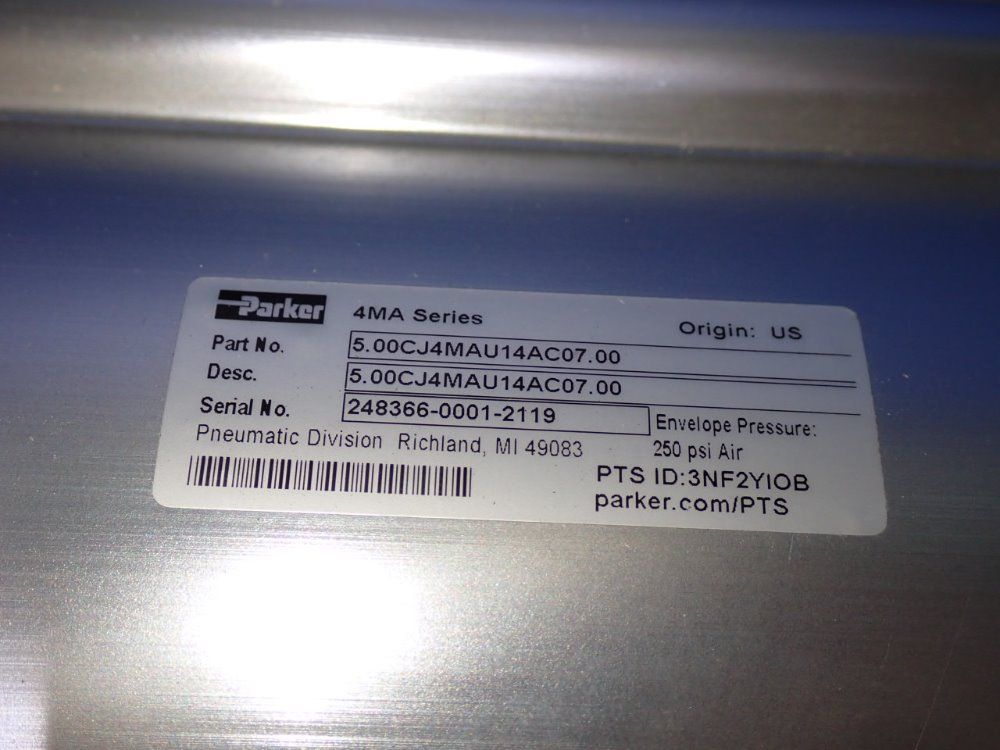 Parker 4MA Series Origin: US
Part No. 5.00CJ4MAU14AC07.00
Desc. 5.00CJ4MAU14AC07.00
Serial No. 248366-0001-2119
Envelope Pressure:
250 psi Air
Pneumatic Division Richland, MI 49083
PTS ID:3NF2YIOB
parker.com/PTS